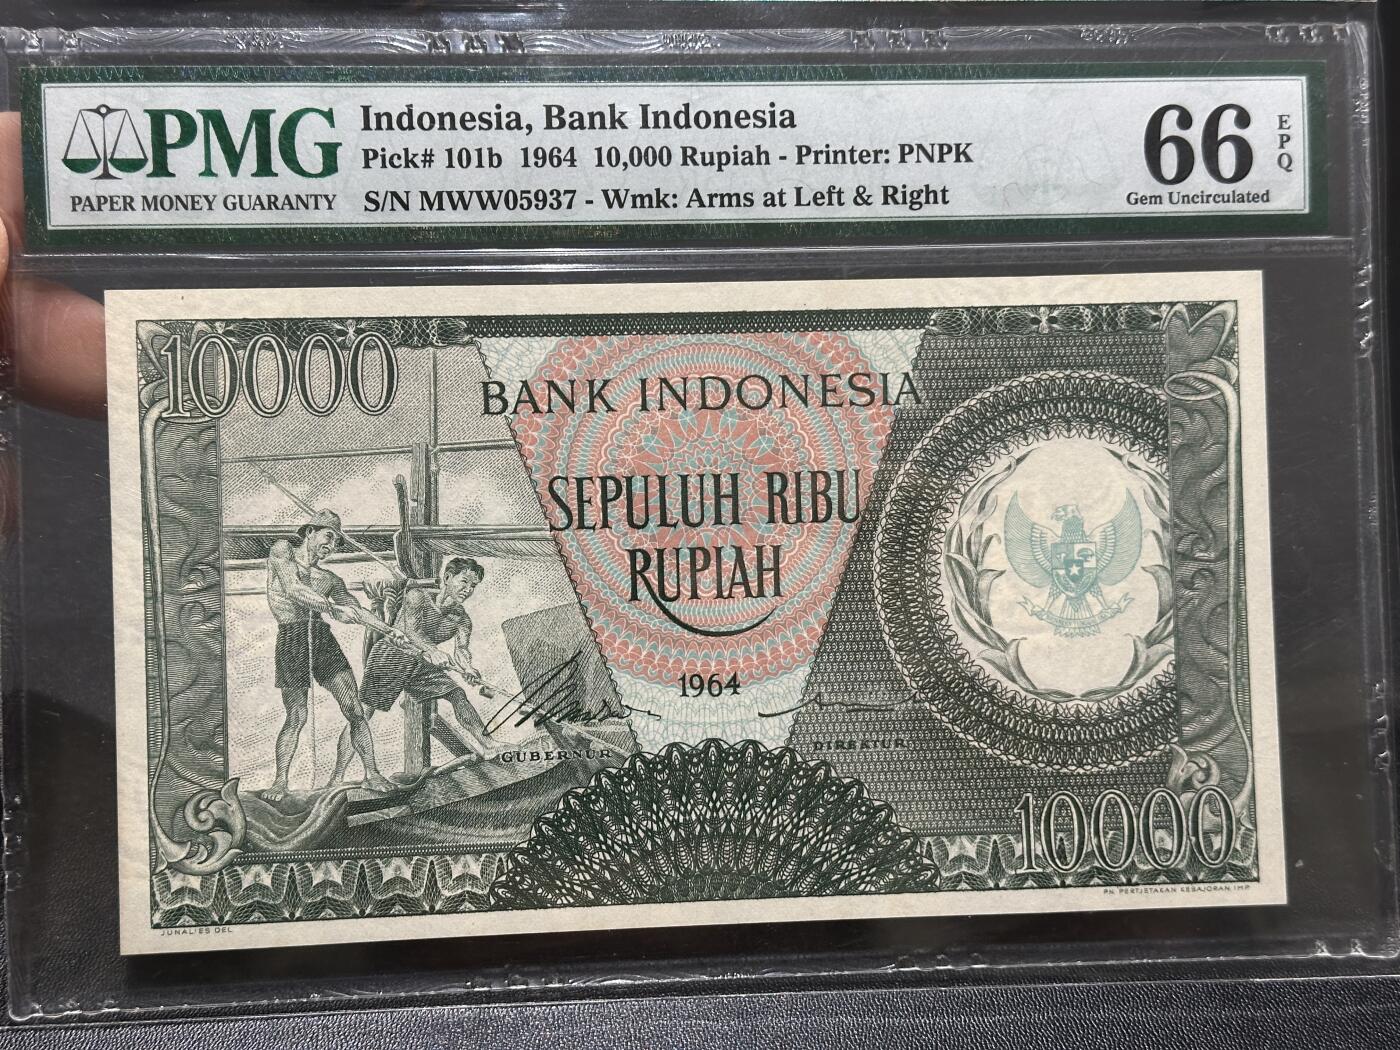 PMG
PAPER MONEY GUARANTY
Indonesia, Bank Indonesia
Pick# 101b 1964 10,000 Rupiah - Printer: PNPK
S/N MWW05937 - Wmk: Arms at Left & Right
66
EPQ
Gem Uncirculated
10000
BANK INDONESIA
SEPULUH RIBU
RUPIAH
1964
GUBERNUR
DIREKTUR
10000
JUNALIES DEL
PN. PERTJETAKAN KEBAJORAN IMP.